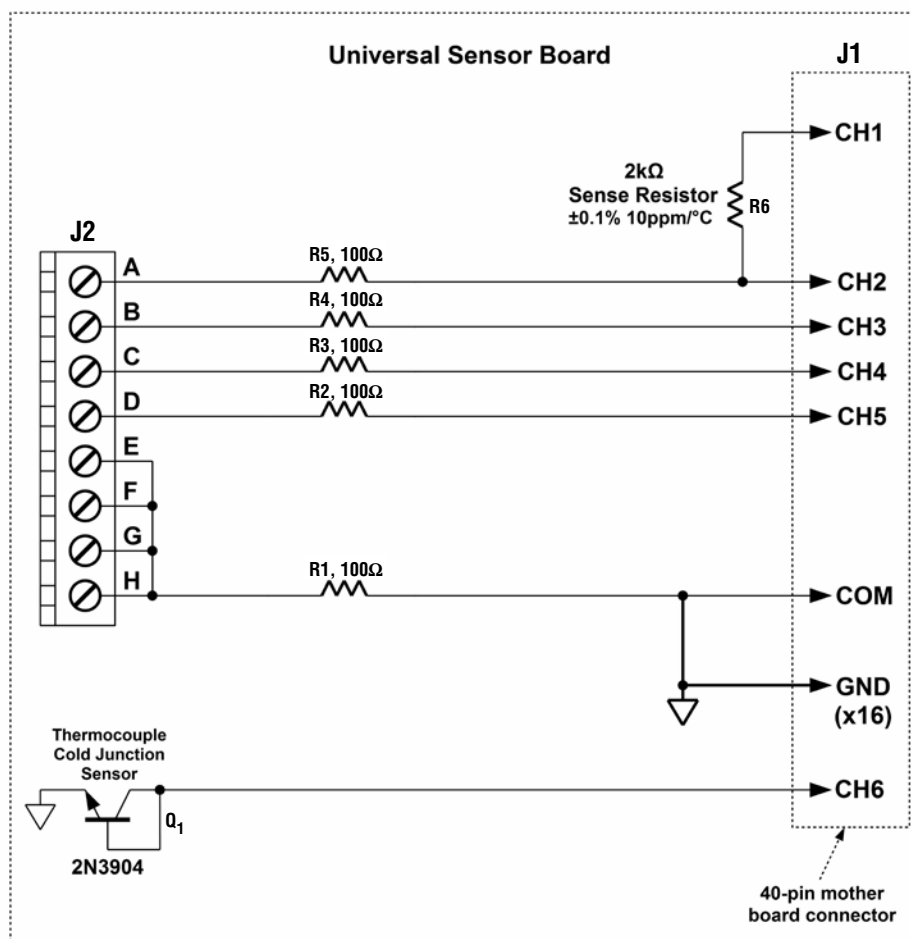 Universal Sensor Board
J1
CH1
2kΩ
Sense Resistor
±0.1% 10ppm/°C
R6
J2
A
R5, 100Ω
CH2
B
R4, 100Ω
CH3
C
R3, 100Ω
CH4
D
R2, 100Ω
CH5
E
F
G
H
R1, 100Ω
COM
GND
(x16)
Thermocouple
Cold Junction
Sensor
CH6
Q1
2N3904
40-pin mother
board connector